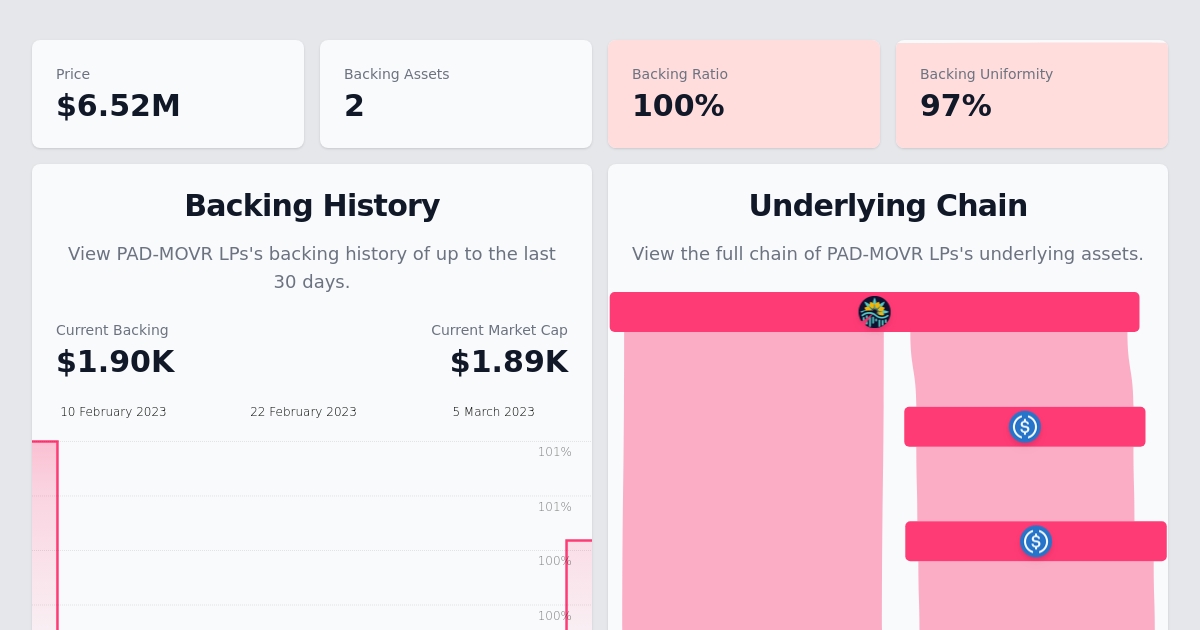 Price
$6.52M
Backing Assets
2
Backing Ratio
100%
Backing Uniformity
97%
Backing History
View PAD-MOVR LPs's backing history of up to the last
30 days.
Current Backing
$1.90K
Current Market Cap
$1.89K
10 February 2023
22 February 2023
5 March 2023
101%
101%
100%
100%
Underlying Chain
View the full chain of PAD-MOVR LPs's underlying assets.